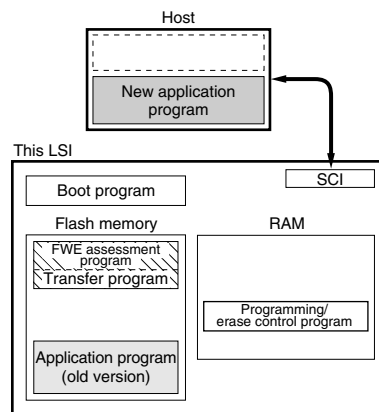 Host
New application
program
This LSI
SCI
Boot program
Flash memory
RAM
FWE assessment
program
Transfer program
Programming/
erase control program
Application program
(old version)